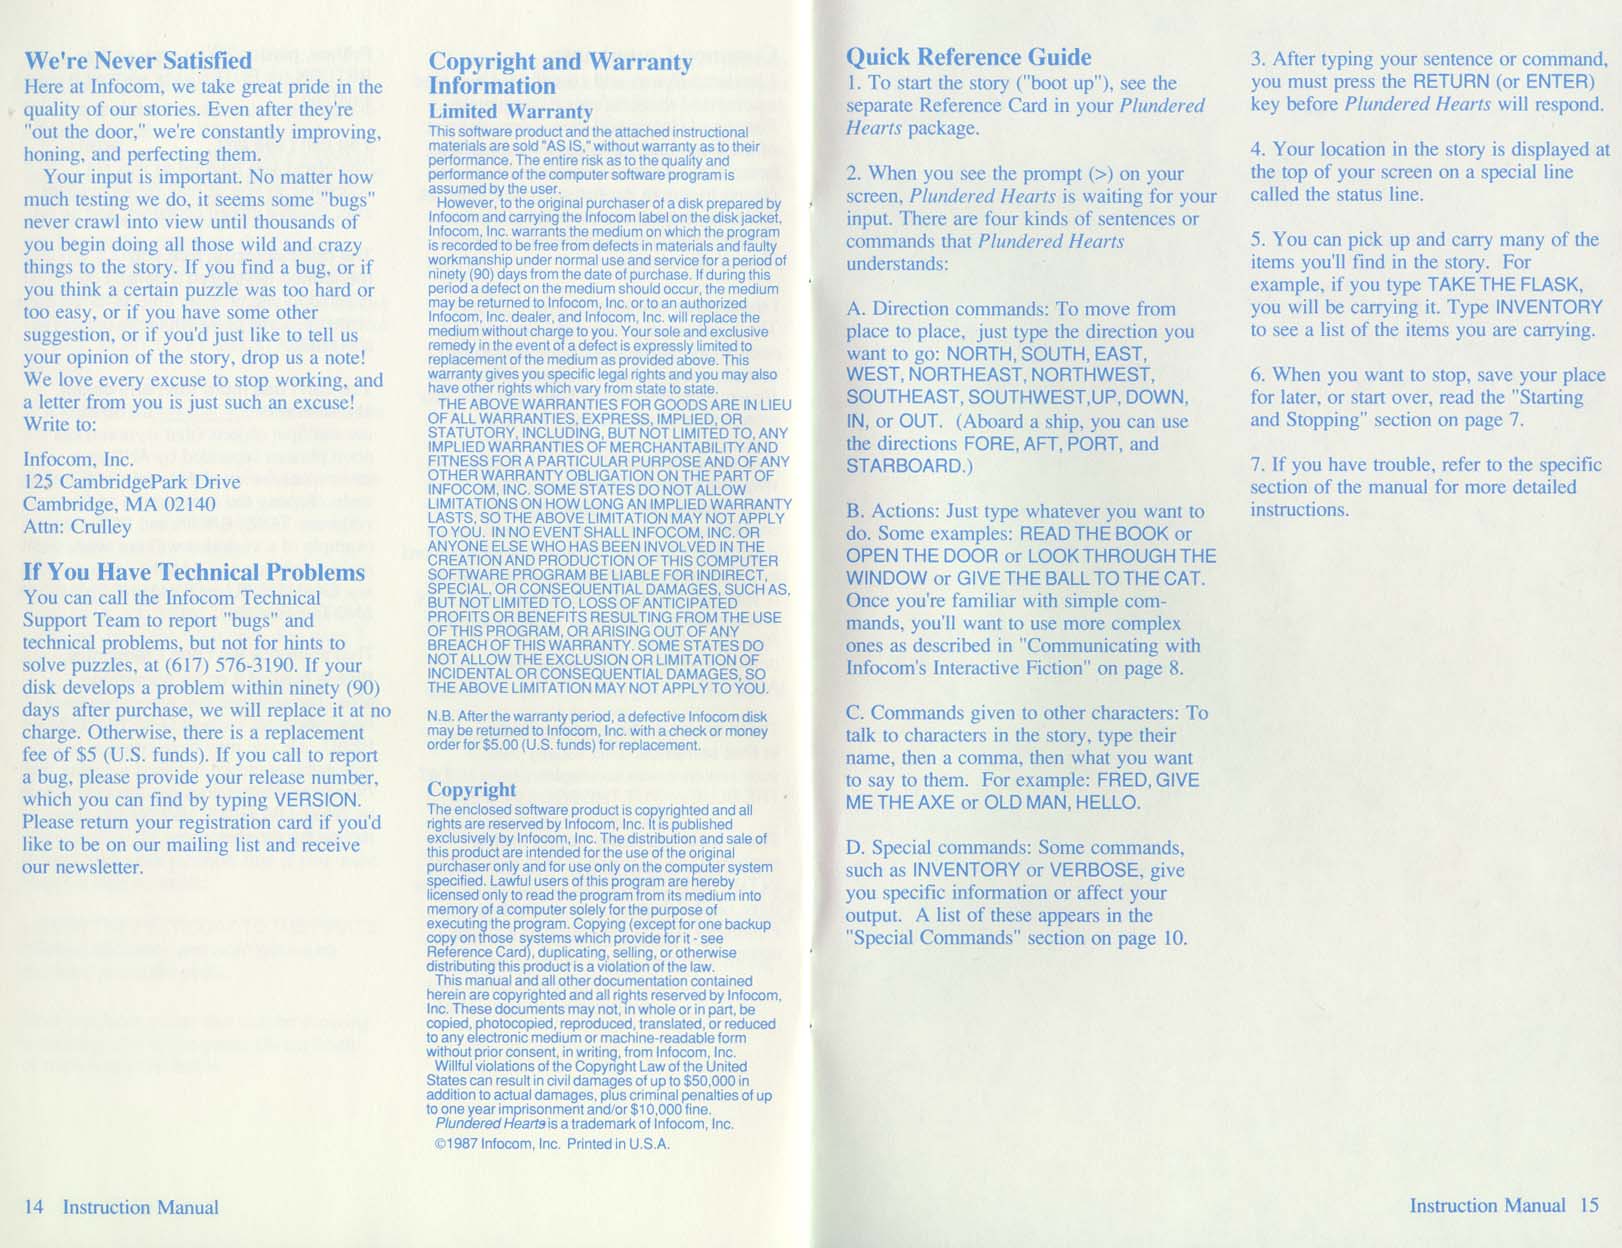 We're Never Satisfied
Here at Infocom, we take great pride in the
quality of our stories. Even after they're
"out the door," we're constantly improving,
honing, and perfecting them.
Your input is important. No matter how
much testing we do, it seems some "bugs"
never crawl into view until thousands of
you begin doing all those wild and crazy
things to the story. If you find a bug, or if
you think a certain puzzle was too hard or
too easy, or if you have some other
suggestion, or if you'd just like to tell us
your opinion of the story, drop us a note!
We love every excuse to stop working, and
a letter from you is just such an excuse!
Write to:
Infocom, Inc.
125 CambridgePark Drive
Cambridge, MA 02140
Attn: Crulley
If You Have Technical Problems
You can call the Infocom Technical
Support Team to report "bugs" and
technical problems, but not for hints to
solve puzzles, at (617) 576-3190. If your
disk develops a problem within ninety (90)
days after purchase, we will replace it at no
charge. Otherwise, there is a replacement
fee of $5 (U.S. funds). If you call to report
a bug, please provide your release number,
which you can find by typing VERSION.
Please return your registration card if you'd
like to be on our mailing list and receive
our newsletter.
14 Instruction Manual
Copyright and Warranty
Information
Limited Warranty
This software product and the attached instructional
materials are sold "AS IS," without warranty as to their
performance. The entire risk as to the quality and
performance of the computer software program is
assumed by the user.
However, to the original purchaser of a disk prepared by
Infocom and carrying the Infocom label on the disk jacket,
Infocom, Inc. warrants the medium on which the program
is recorded to be free from defects in materials and faulty
workmanship under normal use and service for a period of
ninety (90) days from the date of purchase. If during this
period a defect on the medium should occur, the medium
may be returned to Infocom, Inc. or to an authorized
Infocom, Inc. dealer, and Infocom, Inc. will replace the
medium without charge to you. Your sole and exclusive
remedy in the event of a defect is expressly limited to
replacement of the medium as provided above. This
warranty gives you specific legal rights and you may also
have other rights which vary from state to state.
THE ABOVE WARRANTIES FOR GOODS ARE IN LIEU
OF ALL WARRANTIES, EXPRESS, IMPLIED, OR
STATUTORY, INCLUDING, BUT NOT LIMITED TO, ANY
IMPLIED WARRANTIES OF MERCHANTABILITY AND
FITNESS FOR A PARTICULAR PURPOSE AND OF ANY
OTHER WARRANTY OBLIGATION ON THE PART OF
INFOCOM, INC. SOME STATES DO NOT ALLOW
LIMITATIONS ON HOW LONG AN IMPLIED WARRANTY
LASTS, SO THE ABOVE LIMITATION MAY NOT APPLY
TO YOU. IN NO EVENT SHALL INFOCOM, INC. OR
ANYONE ELSE WHO HAS BEEN INVOLVED IN THE
CREATION AND PRODUCTION OF THIS COMPUTER
SOFTWARE PROGRAM BE LIABLE FOR INDIRECT,
SPECIAL, OR CONSEQUENTIAL DAMAGES, SUCH AS,
BUT NOT LIMITED TO, LOSS OF ANTICIPATED
PROFITS OR BENEFITS RESULTING FROM THE USE
OF THIS PROGRAM, OR ARISING OUT OF ANY
BREACH OF THIS WARRANTY. SOME STATES DO
NOT ALLOW THE EXCLUSION OR LIMITATION OF
INCIDENTAL OR CONSEQUENTIAL DAMAGES, SO
THE ABOVE LIMITATION MAY NOT APPLY TO YOU.
N.B. After the warranty period, a defective Infocom disk
may be returned to Infocom, Inc. with a check or money
order for $5.00 (U.S. funds) for replacement.
Copyright
The enclosed software product is copyrighted and all
rights are reserved by Infocom, Inc. It is published
exclusively by Infocom, Inc. The distribution and sale of
this product are intended for the use of the original
purchaser only and for use only on the computer system
specified. Lawful users of this program are hereby
licensed only to read the program from its medium into
memory of a computer solely for the purpose of
executing the program. Copying (except for one backup
copy on those systems which provide for it - see
Reference Card), duplicating, selling, or otherwise
distributing this product is a violation of the law.
This manual and all other documentation contained
herein are copyrighted and all rights reserved by Infocom,
Inc. These documents may not, in whole or in part, be
copied, photocopied, reproduced, translated, or reduced
to any electronic medium or machine-readable form
without prior consent, in writing, from Infocom, Inc.
Willful violations of the Copyright Law of the United
States can result in civil damages of up to $50,000 in
addition to actual damages, plus criminal penalties of up
to one year imprisonment and/or $10,000 fine.
Plundered Hearts is a trademark of Infocom, Inc.
©1987 Infocom, Inc. Printed in U.S.A.
Quick Reference Guide
1. To start the story ("boot up"), see the
separate Reference Card in your Plundered
Hearts package.
2. When you see the prompt (>) on your
screen, Plundered Hearts is waiting for your
input. There are four kinds of sentences or
commands that Plundered Hearts
understands:
A. Direction commands: To move from
place to place, just type the direction you
want to go: NORTH, SOUTH, EAST,
WEST, NORTHEAST, NORTHWEST,
SOUTHEAST, SOUTHWEST,UP, DOWN,
IN, or OUT. (Aboard a ship, you can use
the directions FORE, AFT, PORT, and
STARBOARD.)
B. Actions: Just type whatever you want to
do. Some examples: READ THE BOOK or
OPEN THE DOOR or LOOK THROUGH THE
WINDOW or GIVE THE BALL TO THE CAT.
Once you're familiar with simple com-
mands, you'll want to use more complex
ones as described in "Communicating with
Infocom's Interactive Fiction" on page 8.
C. Commands given to other characters: To
talk to characters in the story, type their
name, then a comma, then what you want
to say to them. For example: FRED, GIVE
ME THE AXE or OLD MAN, HELLO.
D. Special commands: Some commands,
such as INVENTORY or VERBOSE, give
you specific information or affect your
output. A list of these appears in the
"Special Commands" section on page 10.
3. After typing your sentence or command,
you must press the RETURN (or ENTER)
key before Plundered Hearts will respond.
4. Your location in the story is displayed at
the top of your screen on a special line
called the status line.
5. You can pick up and carry many of the
items you'll find in the story. For
example, if you type TAKE THE FLASK,
you will be carrying it. Type INVENTORY
to see a list of the items you are carrying.
6. When you want to stop, save your place
for later, or start over, read the "Starting
and Stopping" section on page 7.
7. If you have trouble, refer to the specific
section of the manual for more detailed
instructions.
Instruction Manual 15